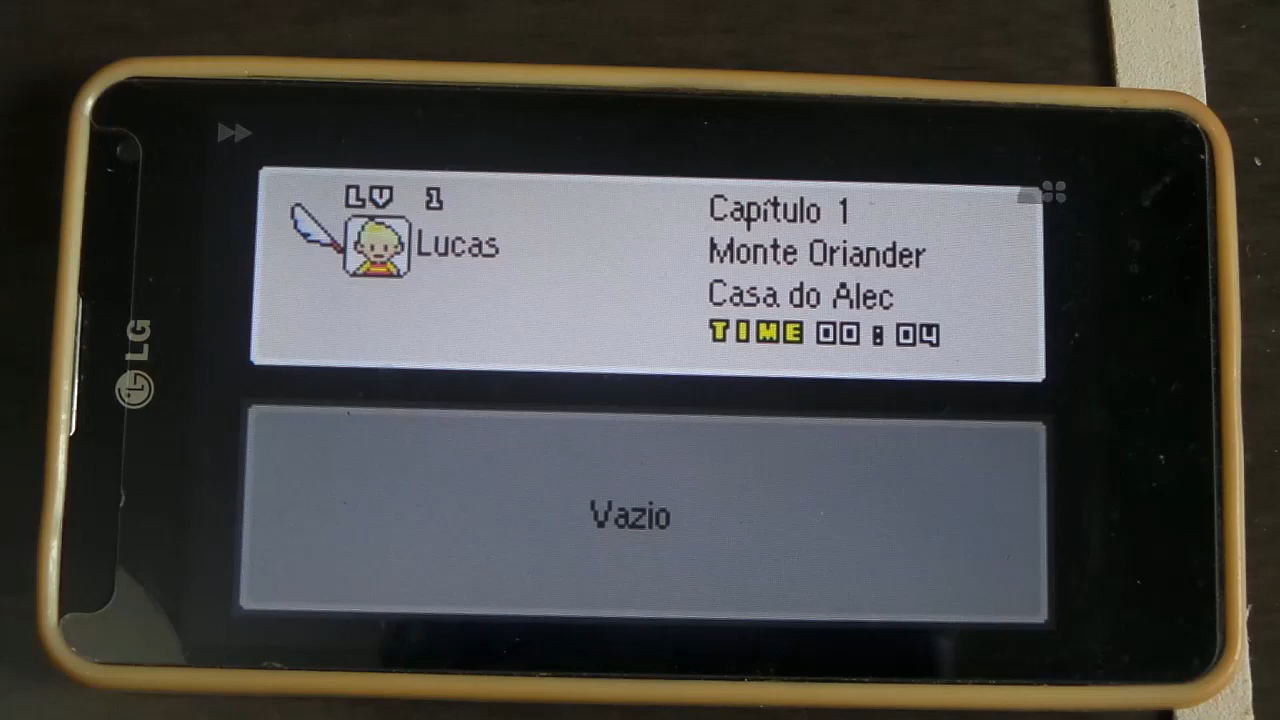 LV 1
Lucas
Capítulo 1
Monte Oriander
Casa do Alec
TIME 00:04
Vazio
LG